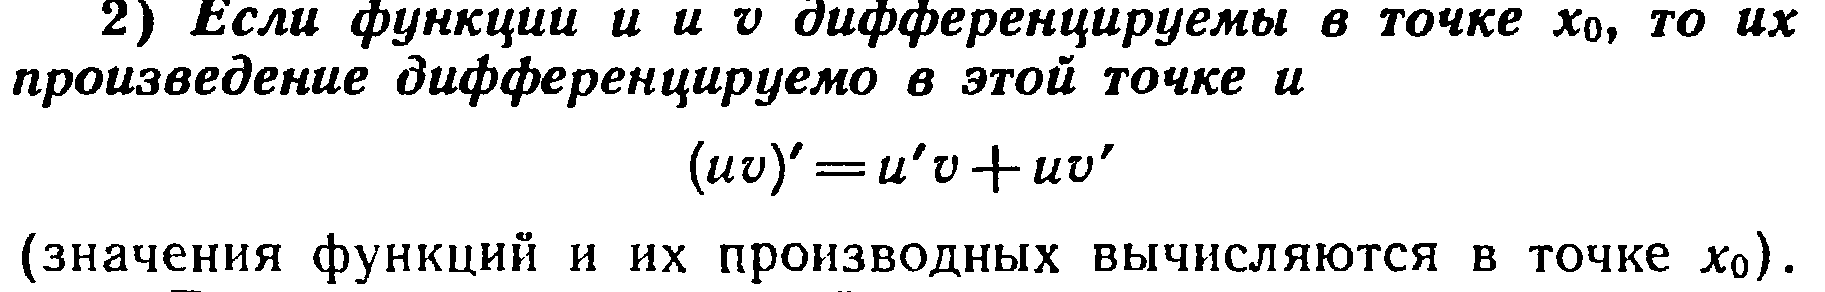 2) Если функции u и v дифференцируемы в точке x₀, то их
произведение дифференцируемо в этой точке и
(uv)′ = u′v + uv′
(значения функций и их производных вычисляются в точке x₀).